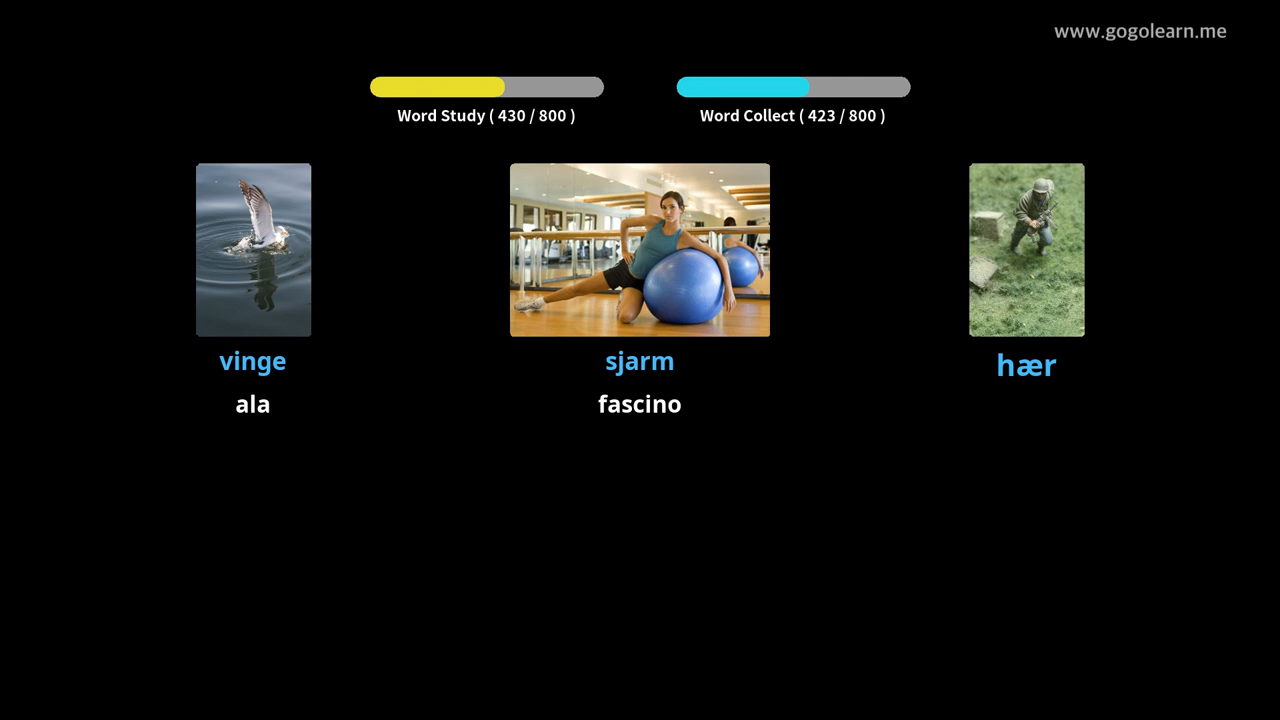 www.gogolearn.me
Word Study ( 430 / 800 )
Word Collect ( 423 / 800 )
vinge
sjarm
hær
ala
fascino